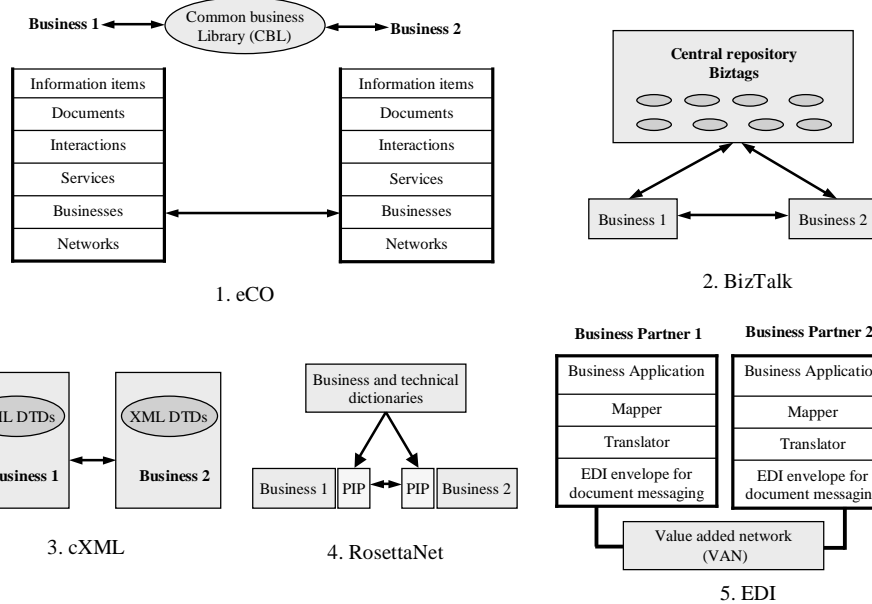 Business 1
Common business
Library (CBL)
Business 2
Information items
Documents
Interactions
Services
Businesses
Networks
Information items
Documents
Interactions
Services
Businesses
Networks
1. eCO
Central repository
Biztags
Business 1
Business 2
2. BizTalk
XML DTDs
Business 2
3. cXML
Business and technical
dictionaries
Business 1
PIP
PIP
Business 2
4. RosettaNet
Business Partner 1
Business Partner 2
Business Application
Mapper
Translator
EDI envelope for
document messaging
Business
Mapper
Translator
EDI envelope for
document
Value added network
(VAN)
5. EDI